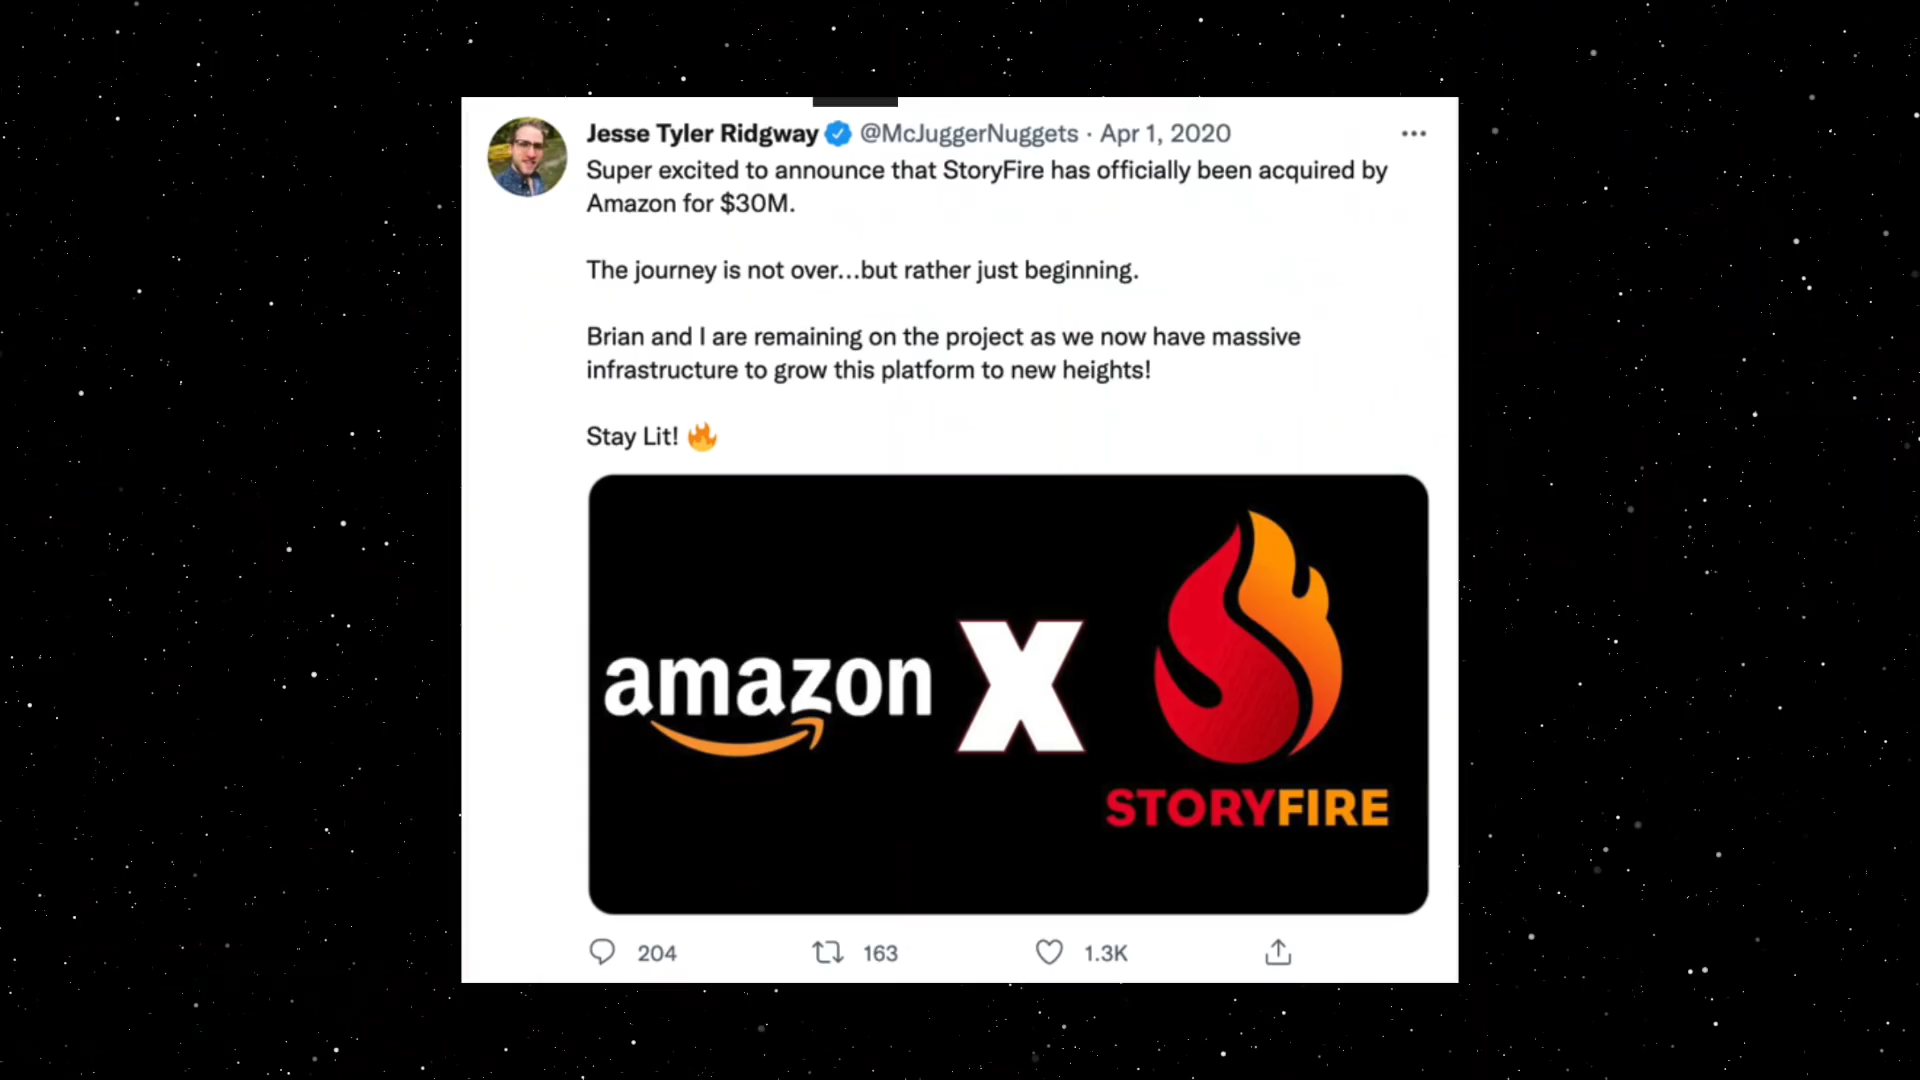 Jesse Tyler Ridgway @McJuggerNuggets · Apr 1, 2020
Super excited to announce that StoryFire has officially been acquired by
Amazon for $30M.
The journey is not over...but rather just beginning.
Brian and I are remaining on the project as we now have massive
infrastructure to grow this platform to new heights!
Stay Lit! 🔥
amazon X
STORYFIRE
204 163 1.3K